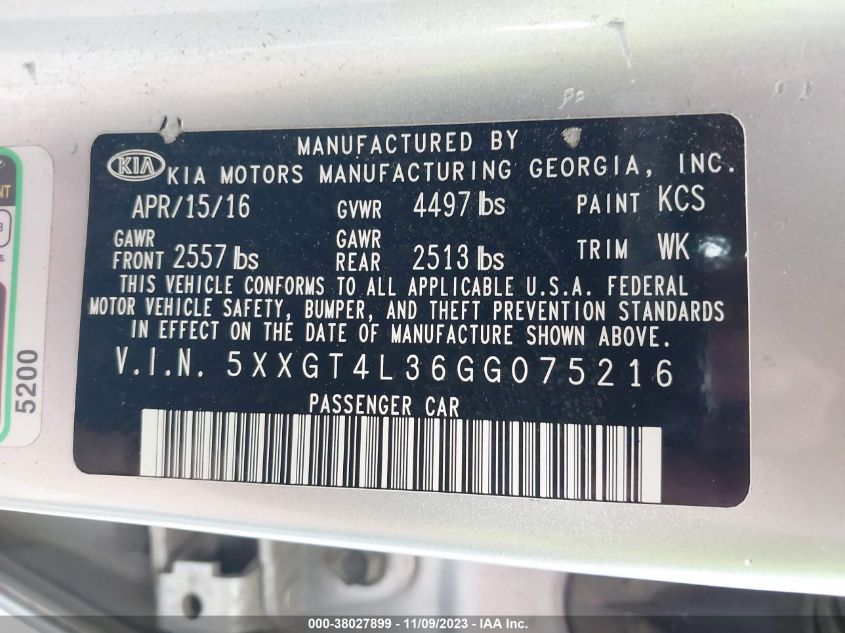 MANUFACTURED BY
KIA KIA MOTORS MANUFACTURING GEORGIA, INC.
APR/15/16 GVWR 4497 lbs PAINT KCS
GAWR FRONT 2557 lbs GAWR REAR 2513 lbs TRIM WK
THIS VEHICLE CONFORMS TO ALL APPLICABLE U.S.A. FEDERAL
MOTOR VEHICLE SAFETY, BUMPER, AND THEFT PREVENTION STANDARDS
IN EFFECT ON THE DATE OF MANUFACTURE SHOWN ABOVE.
V.I.N. 5XXGT4L36GG075216
PASSENGER CAR
5200
000-38027899 - 11/09/2023 - IAA Inc.